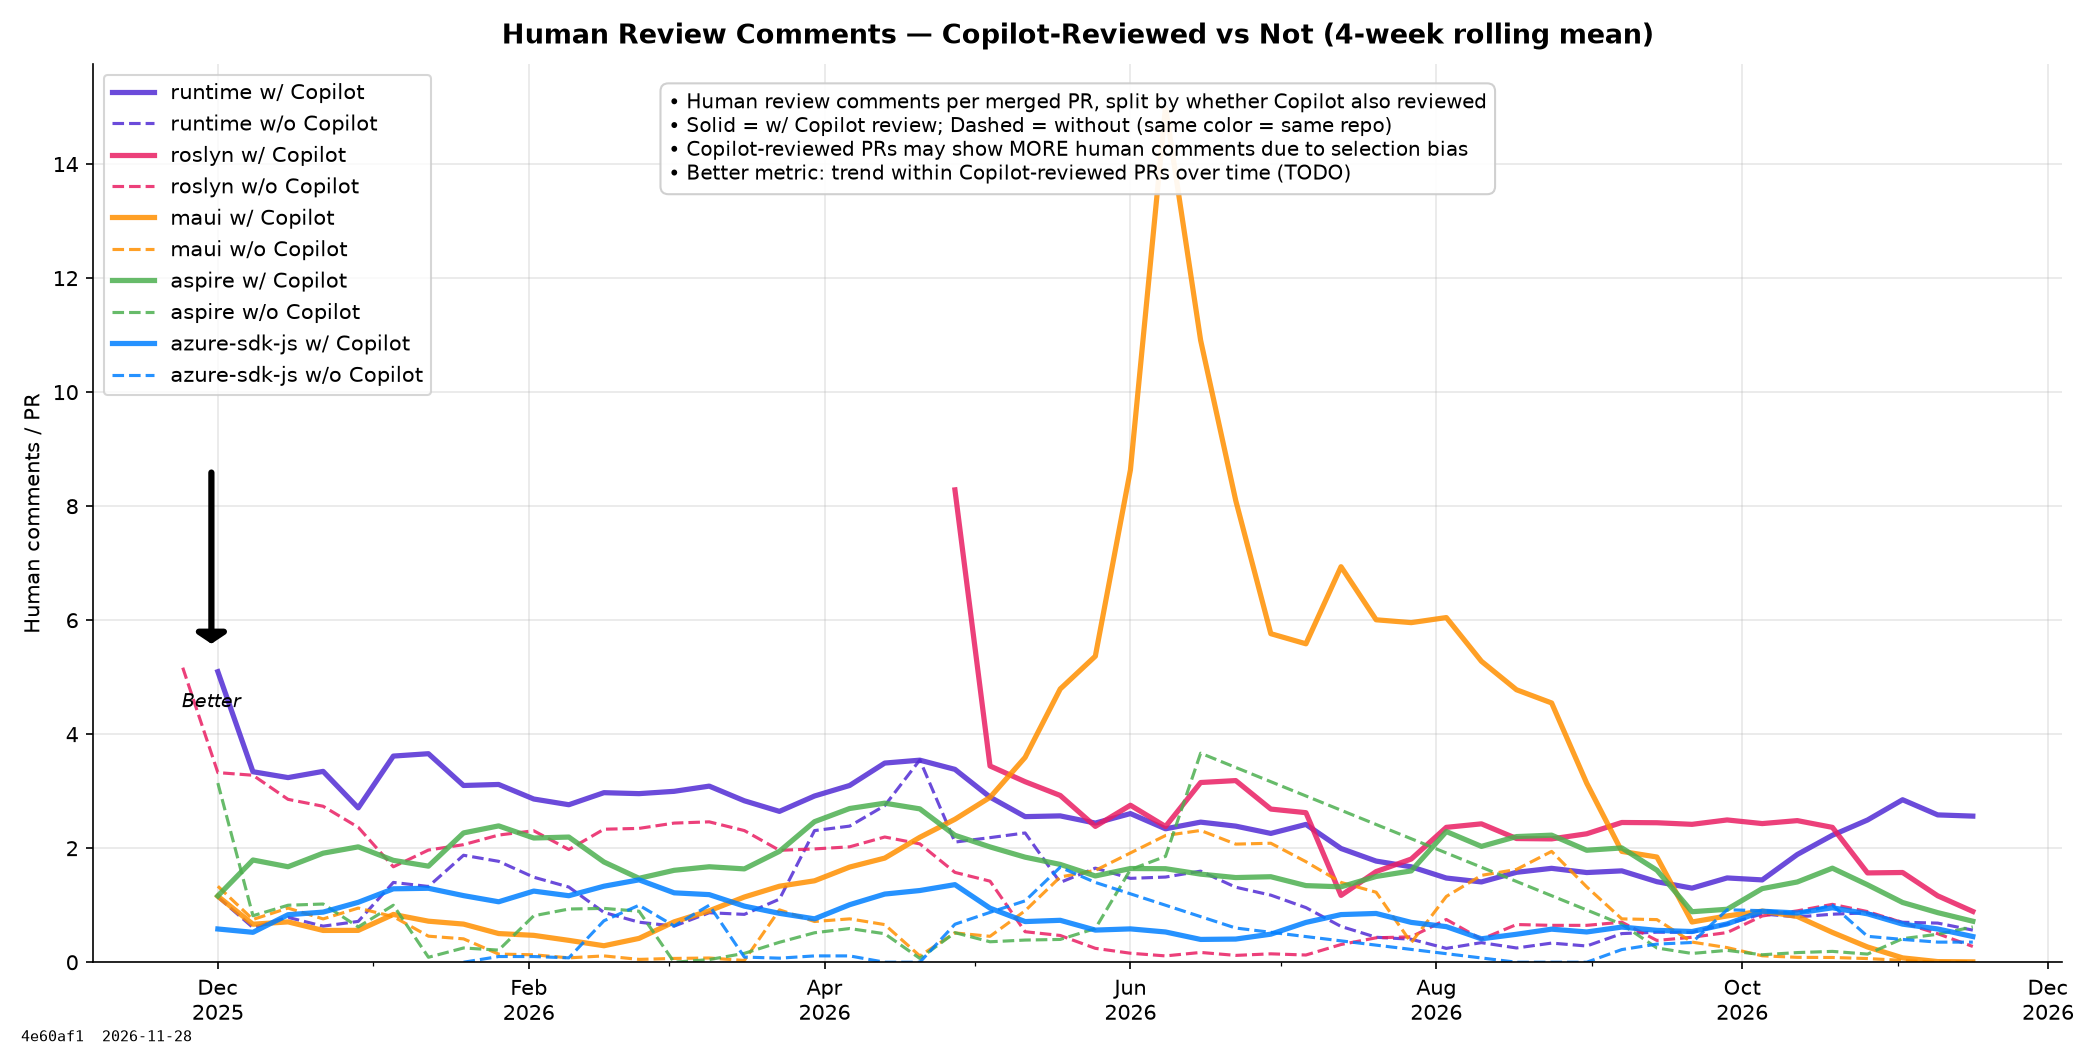 Human Review Comments — Copilot-Reviewed vs Not (4-week rolling mean)
runtime w/ Copilot
runtime w/o Copilot
roslyn w/ Copilot
roslyn w/o Copilot
maui w/ Copilot
maui w/o Copilot
aspire w/ Copilot
aspire w/o Copilot
azure-sdk-js w/ Copilot
azure-sdk-js w/o Copilot
• Human review comments per merged PR, split by whether Copilot also reviewed
• Solid = w/ Copilot review; Dashed = without (same color = same repo)
• Copilot-reviewed PRs may show MORE human comments due to selection bias
• Better metric: trend within Copilot-reviewed PRs over time (TODO)
Human comments / PR
14
12
10
8
6
4
2
0
Better
Dec
2025
Feb
2026
Apr
2026
Jun
2026
Aug
2026
Oct
2026
Dec
2026
4e60af1 2026-11-28